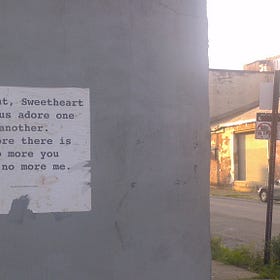 t, Sweetheart
us adore one
another.
ore there is
more you
no more me.